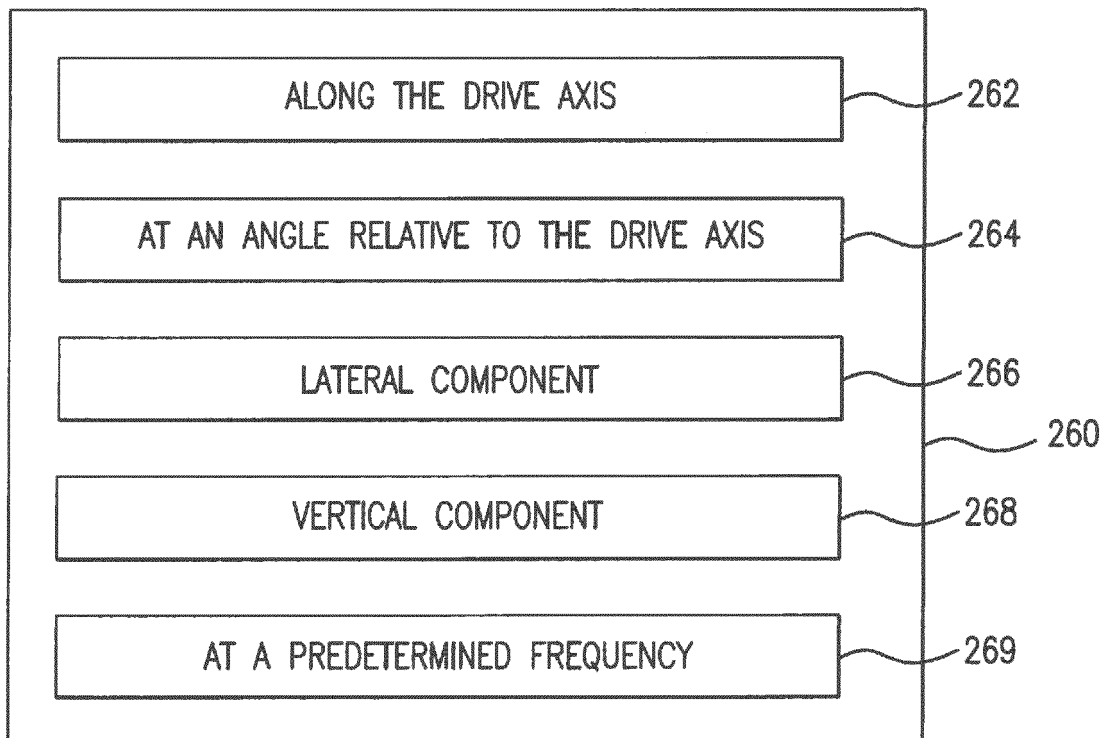 ALONG THE DRIVE AXIS 262
AT AN ANGLE RELATIVE TO THE DRIVE AXIS 264
LATERAL COMPONENT 266
260
VERTICAL COMPONENT 268
AT A PREDETERMINED FREQUENCY 269